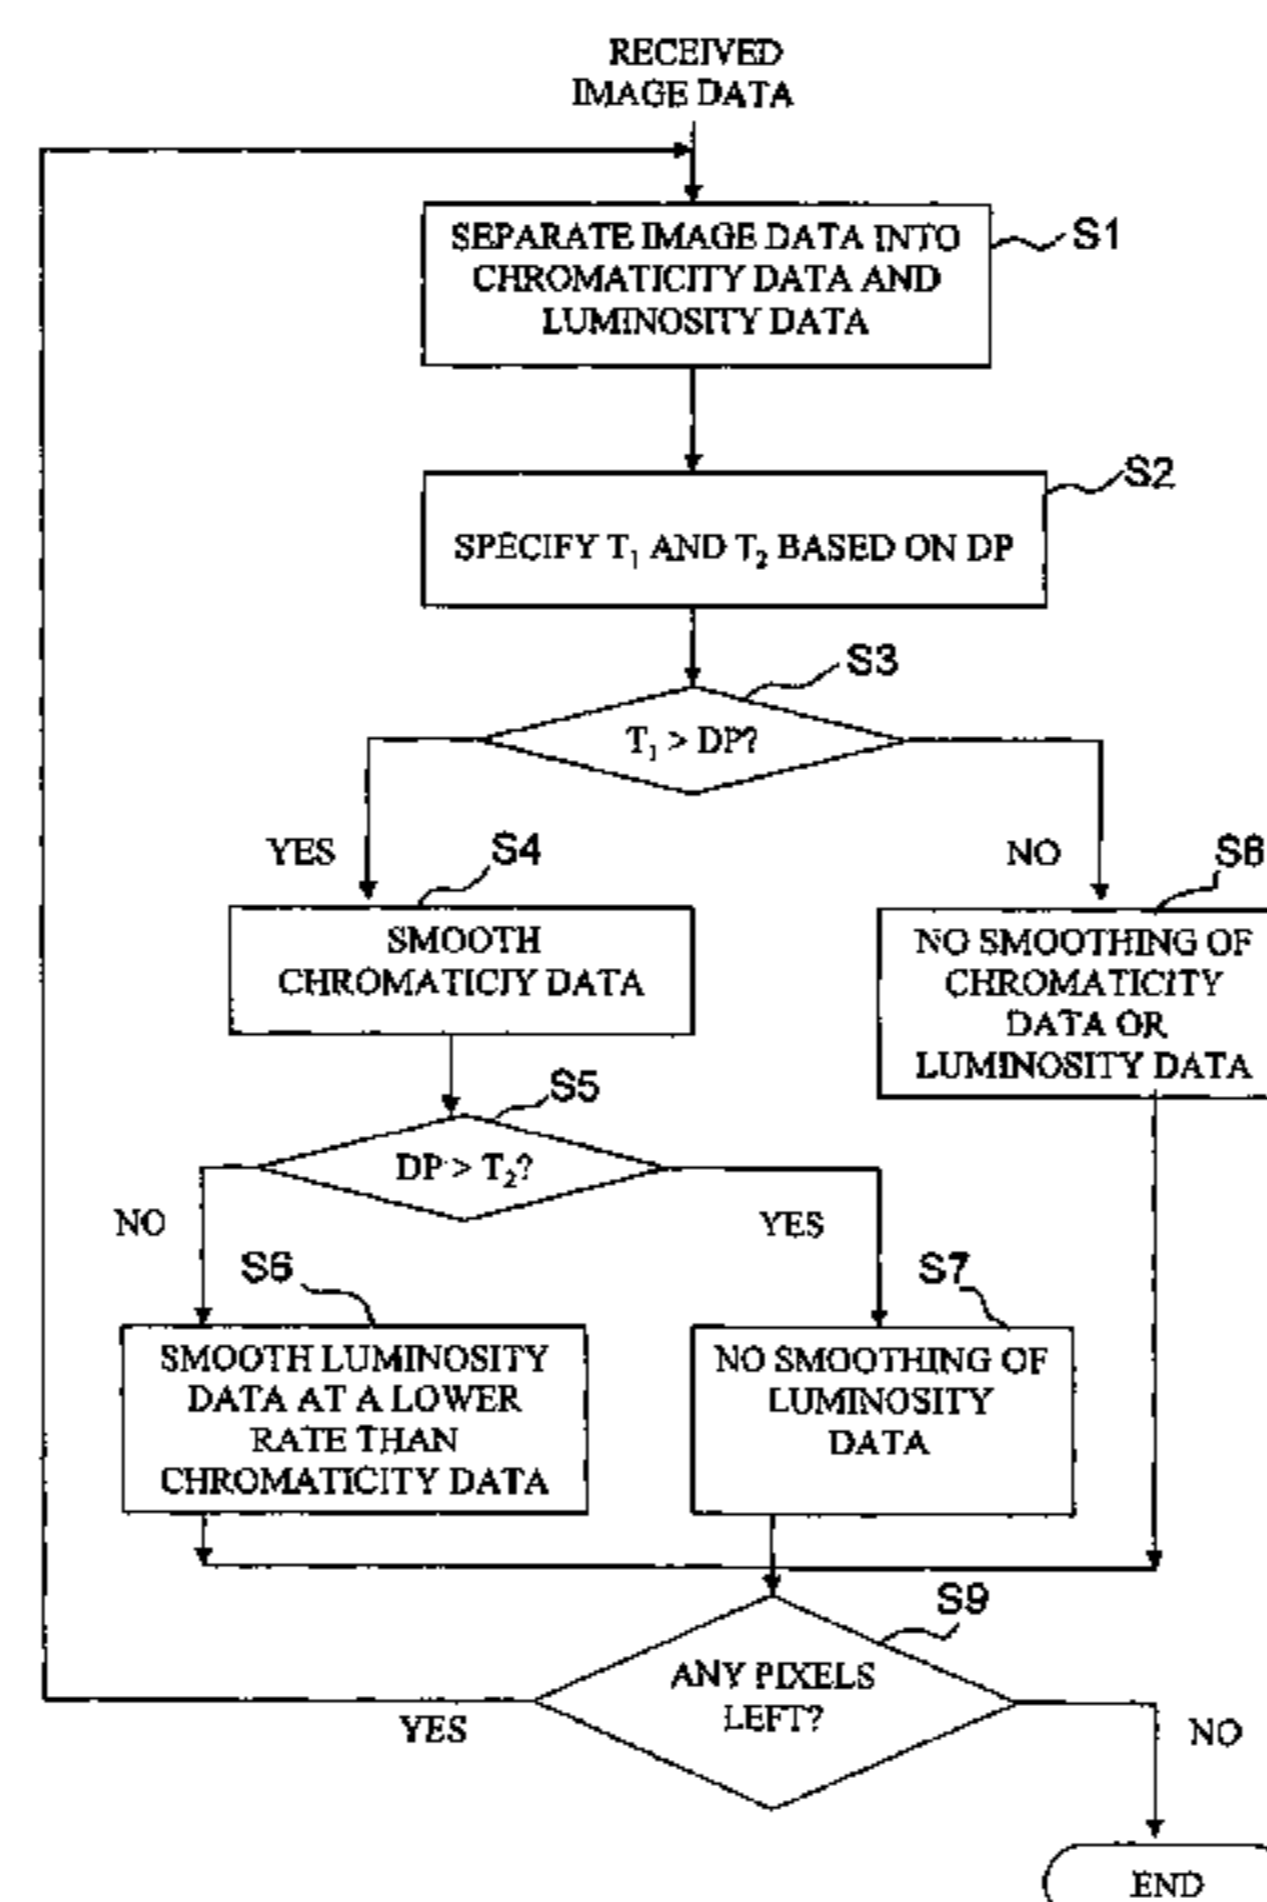 RECEIVED
IMAGE DATA
SEPARATE IMAGE DATA INTO
CHROMATICITY DATA AND
LUMINOSITY DATA
S1
SPECIFY T₁ AND T₂ BASED ON DP
S2
T₁ > DP?
S3
YES
NO
SMOOTH
CHROMATICIY DATA
S4
NO SMOOTHING OF
CHROMATICITY
DATA OR
LUMINOSITY DATA
S8
DP > T₂?
S5
NO
YES
SMOOTH LUMINOSITY
DATA AT A LOWER
RATE THAN
CHROMATICITY DATA
S6
NO SMOOTHING OF
LUMINOSITY
DATA
S7
ANY PIXELS
LEFT?
S9
YES
NO
END